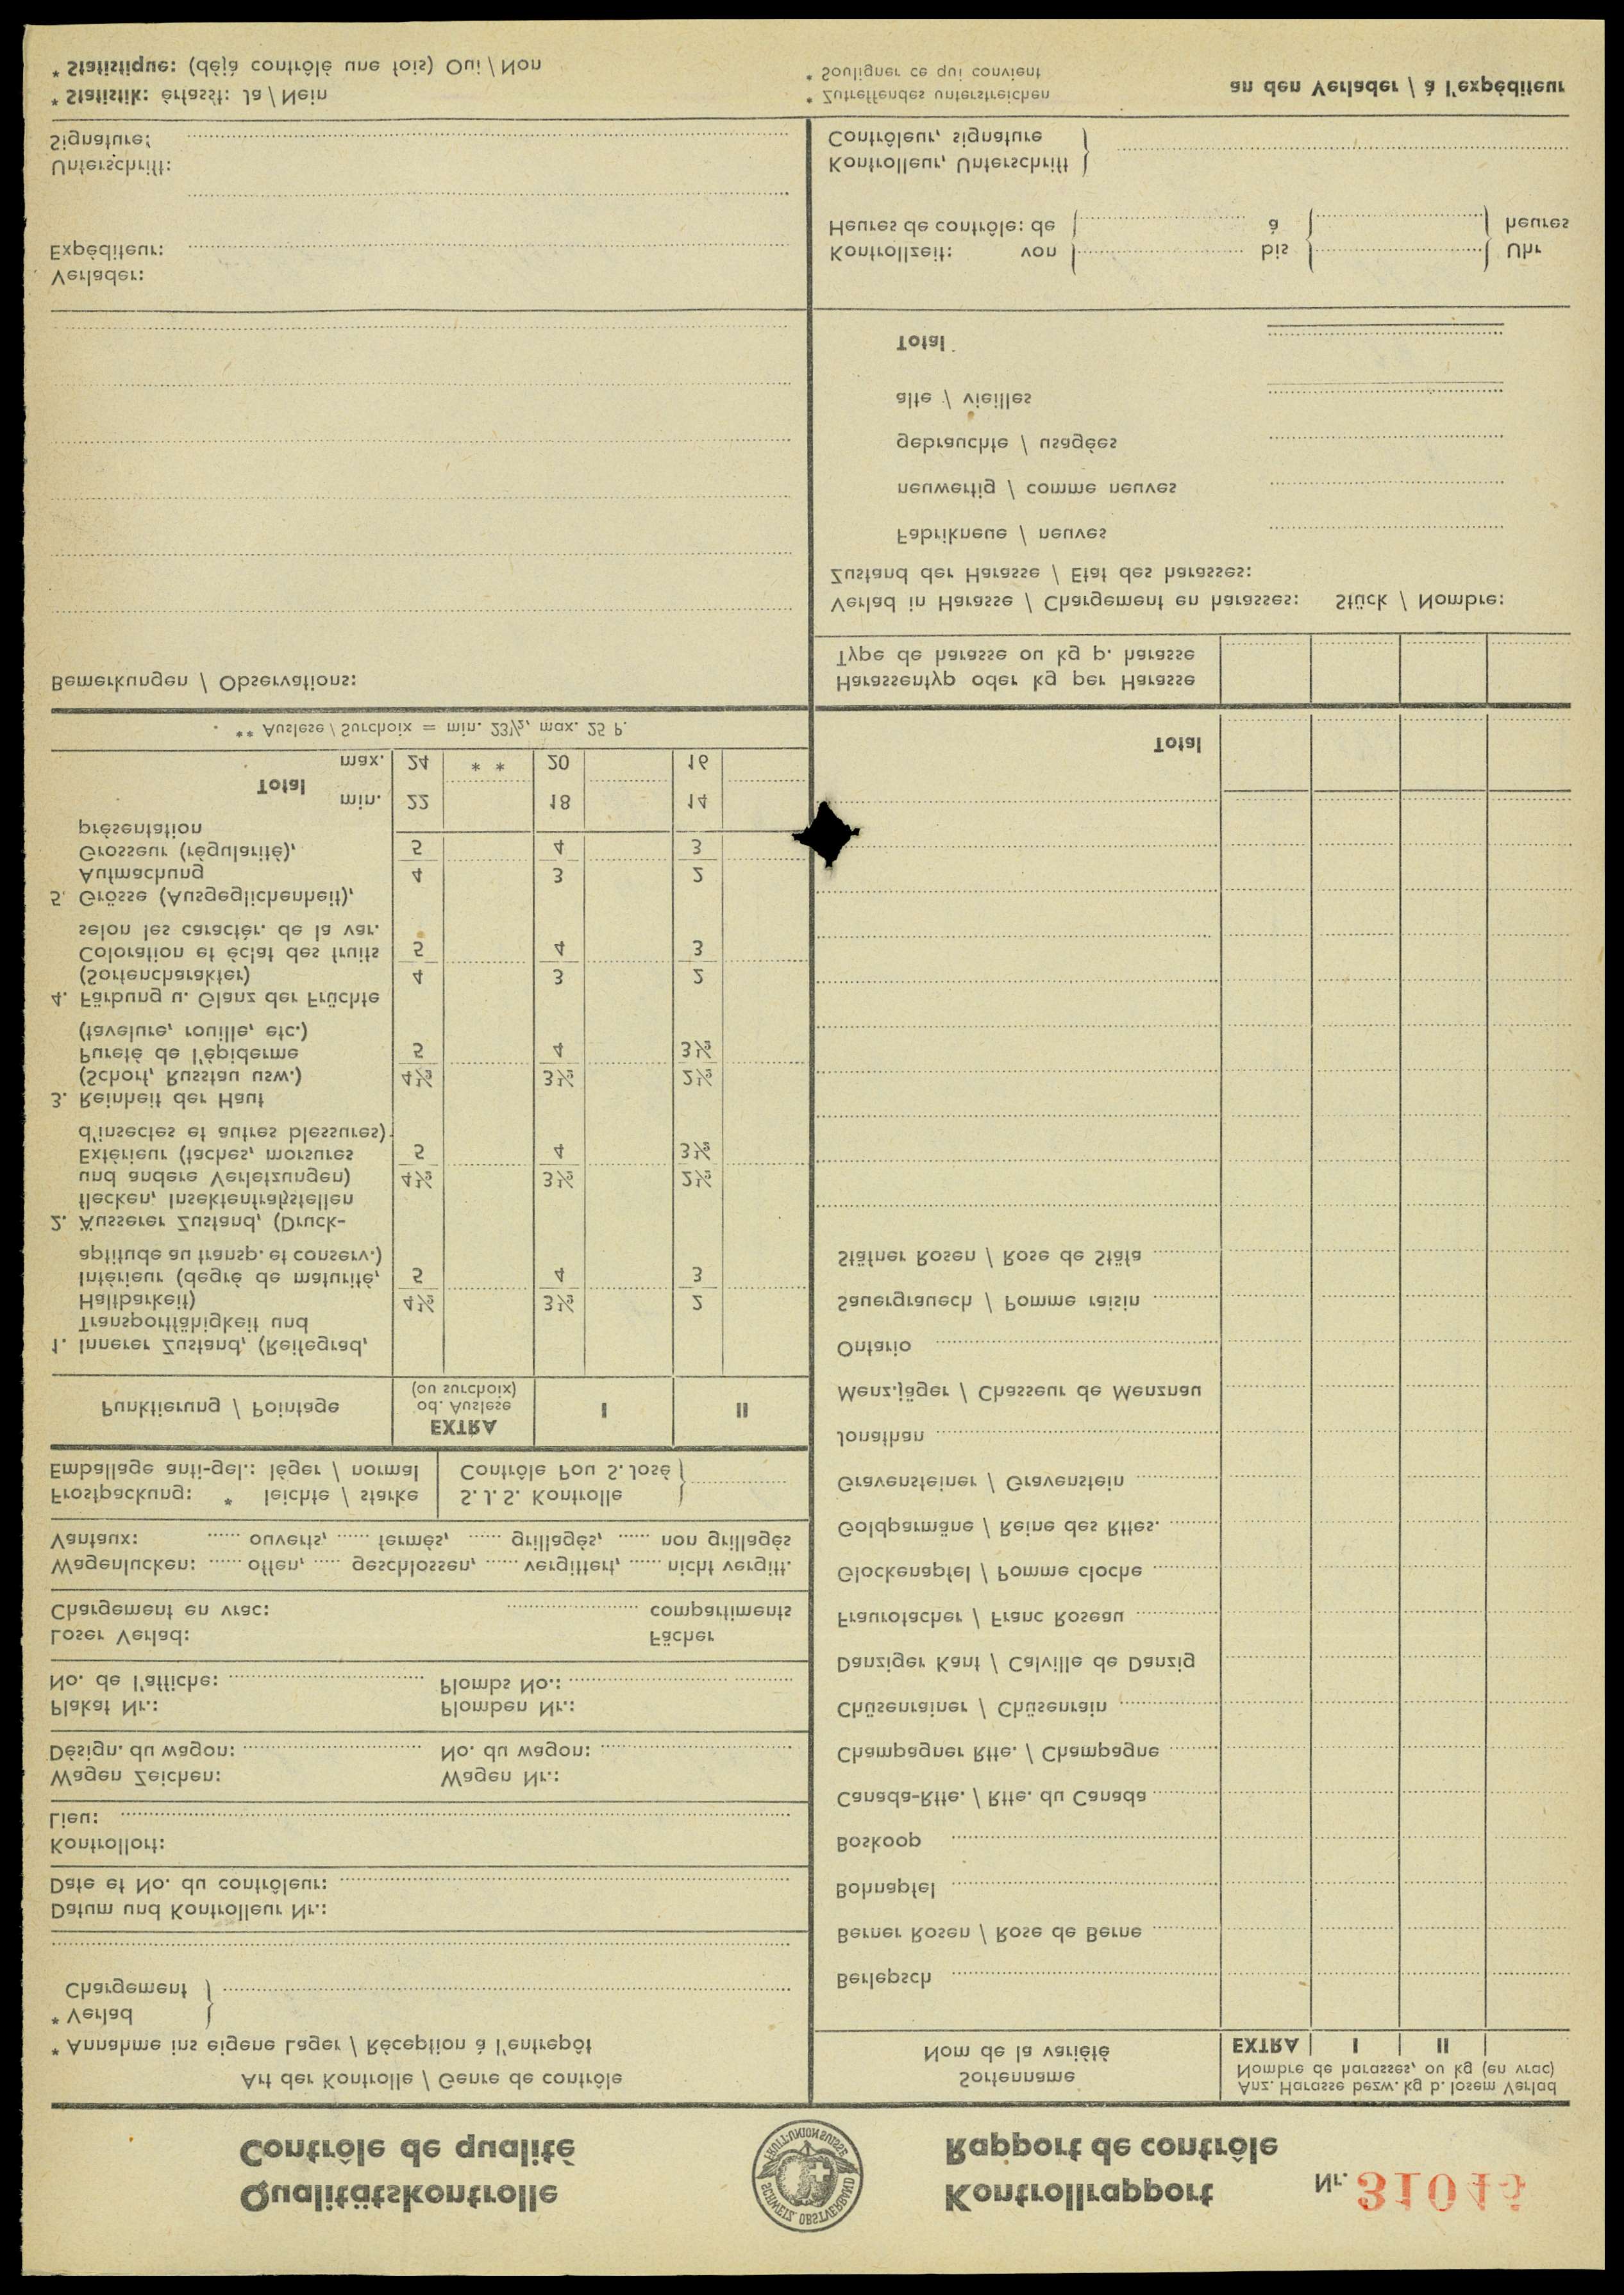 Qualitätskontrolle
Contrôle de qualité
SCHWEIZ. OBSTVERBAND
FRUIT-UNION SUISSE
Kontrollrapport
Rapport de contrôle
Nr. 31045
Art der Kontrolle / Genre de contrôle
* Annahme ins eigene Lager / Réception à l'entrepôt
* Verlad
Chargement
Datum und Kontrolleur Nr.:
Date et No. du contrôleur:
Kontrollort:
Lieu:
Wagen Zeichen: Wagen Nr.:
Désign. du wagon: No. du wagon:
Plakat Nr.: Plomben Nr.:
No. de l'affiche: Plombs No.:
Loser Verlad: Fächer
Chargement en vrac: compartiments
Wagenlucken: ...... offen, ...... geschlossen, ...... vergittert, ...... nicht vergitt.
Vantaux: ...... ouverts, ...... fermés, ...... grillagés, ...... non grillagés
Frostpackung: * leichte / starke S. J. S. Kontrolle
Emballage anti-gel.: léger / normal Contrôle Pou S. José
Punktierung / Pointage EXTRA od. Auslese (ou surchoix) I II
1. Innerer Zustand, (Reifegrad,
Transportfähigkeit und
Haltbarkeit) 4½ 3½ 2
Intérieur (degré de maturité, 5 4 3
aptitude au transp. et conserv.)
2. Äusserer Zustand, (Druck-
flecken, Insektenfraßstellen
und andere Verletzungen) 4½ 3½ 2½
Extérieur (taches, morsures 5 4 3½
d'insectes et autres blessures)
3. Reinheit der Haut
(Schorf, Russtau usw.) 4½ 3½ 2½
Pureté de l'épiderme 5 4 3½
(tavelure, rouille, etc.)
4. Färbung u. Glanz der Früchte
(Sortencharakter) 4 3 2
Coloration et éclat des fruits 5 4 3
selon les caractér. de la var.
5. Grösse (Ausgeglichenheit),
Aufmachung 4 3 2
Grosseur (régularité), 5 4 3
présentation
Total min. 22 18 14
max. 24 * * 20 16
** Auslese / Surchoix = min. 23½, max. 25 P.
Bemerkungen / Observations:
Verlader:
Expéditeur:
Unterschrift:
Signature:
* Statistik: erfasst: Ja / Nein
* Statistique: (déjà contrôlé une fois) Oui / Non
Sortenname
Nom de la variété
Anz. Harasse bezw. kg b. losem Verlad
Nombre de harasses, ou kg (en vrac)
EXTRA I II
Berlepsch
Berner Rosen / Rose de Berne
Bohnapfel
Boskoop
Canada-Rtte. / Rtte. du Canada
Champagner Rtte. / Champagne
Chüsenrainer / Chüsenrain
Danziger Kant / Calville de Danzig
Fraurotacher / Franc Roseau
Glockenapfel / Pomme cloche
Goldparmäne / Reine des Rttes.
Gravensteiner / Gravenstein
Jonathan
Menz.jäger / Chasseur de Menznau
Ontario
Sauergrauech / Pomme raisin
Stäfner Rosen / Rose de Stäfa
Total
Harassentyp oder kg per Harasse
Type de harasse ou kg p. harasse
Verlad in Harasse / Chargement en harasses: Stück / Nombre:
Zustand der Harasse / Etat des harasses:
Fabrikneue / neuves
neuwertig / comme neuves
gebrauchte / usagées
alte / vieilles
Total
Kontrollzeit: von bis Uhr
Heures de contrôle: de à heures
Kontrolleur, Unterschrift
Contrôleur, signature
* Zutreffendes unterstreichen
* Souligner ce qui convient
an den Verlader / à l'expéditeur